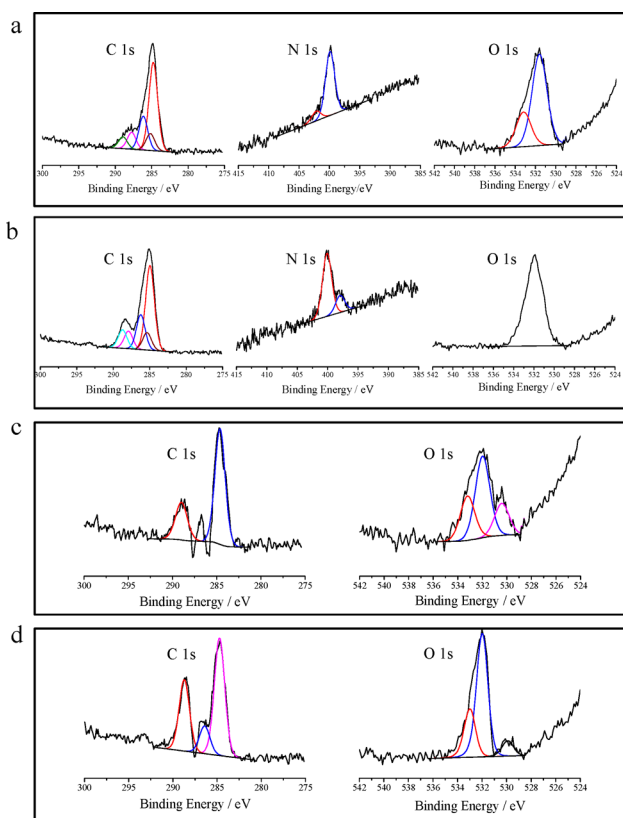 a
C 1s
N 1s
O 1s
300 295 290 285 280 275
415 410 405 400 395 390 385
542 540 538 536 534 532 530 528 526 524
Binding Energy / eV
Binding Energy/eV
Binding Energy / eV
b
C 1s
N 1s
O 1s
300 295 290 285 280 275
415 410 405 400 395 390 385
542 540 538 536 534 532 530 528 526 524
Binding Energy / eV
Binding Energy / eV
Binding Energy / eV
c
C 1s
O 1s
300 295 290 285 280 275
542 540 538 536 534 532 530 528 526 524
Binding Energy / eV
Binding Energy / eV
d
C 1s
O 1s
300 295 290 285 280 275
542 540 538 536 534 532 530 528 526 524
Binding Energy / eV
Binding Energy / eV